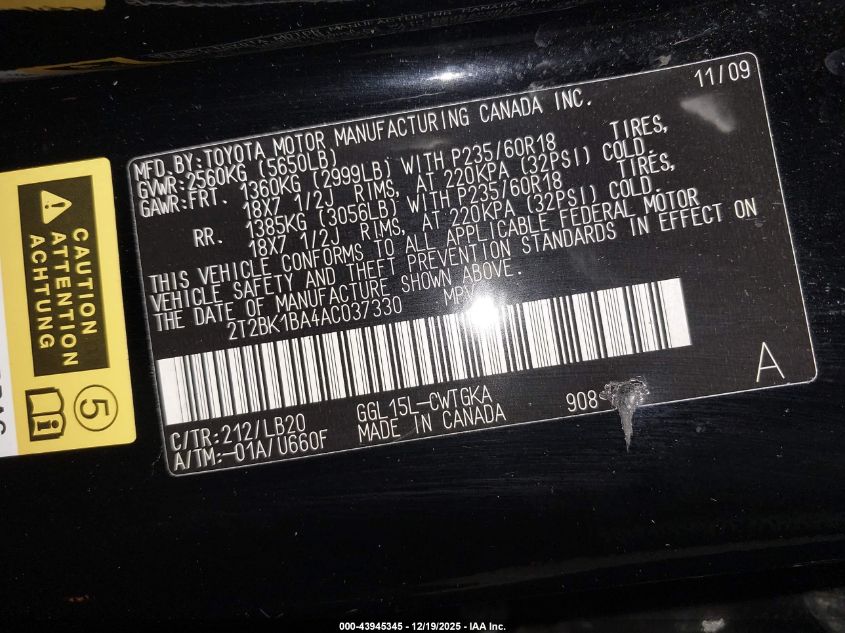 11/09
MFD. BY: TOYOTA MOTOR MANUFACTURING CANADA INC.
GVWR: 2560KG (5650LB)
GAWR: FRT. 1360KG (2999LB) WITH P235/60R18 TIRES,
18X7 1/2J RIMS, AT 220KPA (32PSI) COLD.
RR. 1385KG (3056LB) WITH P235/60R18 TIRES,
18X7 1/2J RIMS, AT 220KPA (32PSI) COLD.
THIS VEHICLE CONFORMS TO ALL APPLICABLE FEDERAL MOTOR
VEHICLE SAFETY AND THEFT PREVENTION STANDARDS IN EFFECT ON
THE DATE OF MANUFACTURE SHOWN ABOVE.
2T2BK1BA4AC037330 MPV
A
C/TR: 212/LB20 GGL15L-CWTGKA 908
A/TM: -01A/U660F MADE IN CANADA
CAUTION
ATTENTION
ACHTUNG
5
000-43945345 - 12/19/2025 - IAA Inc.